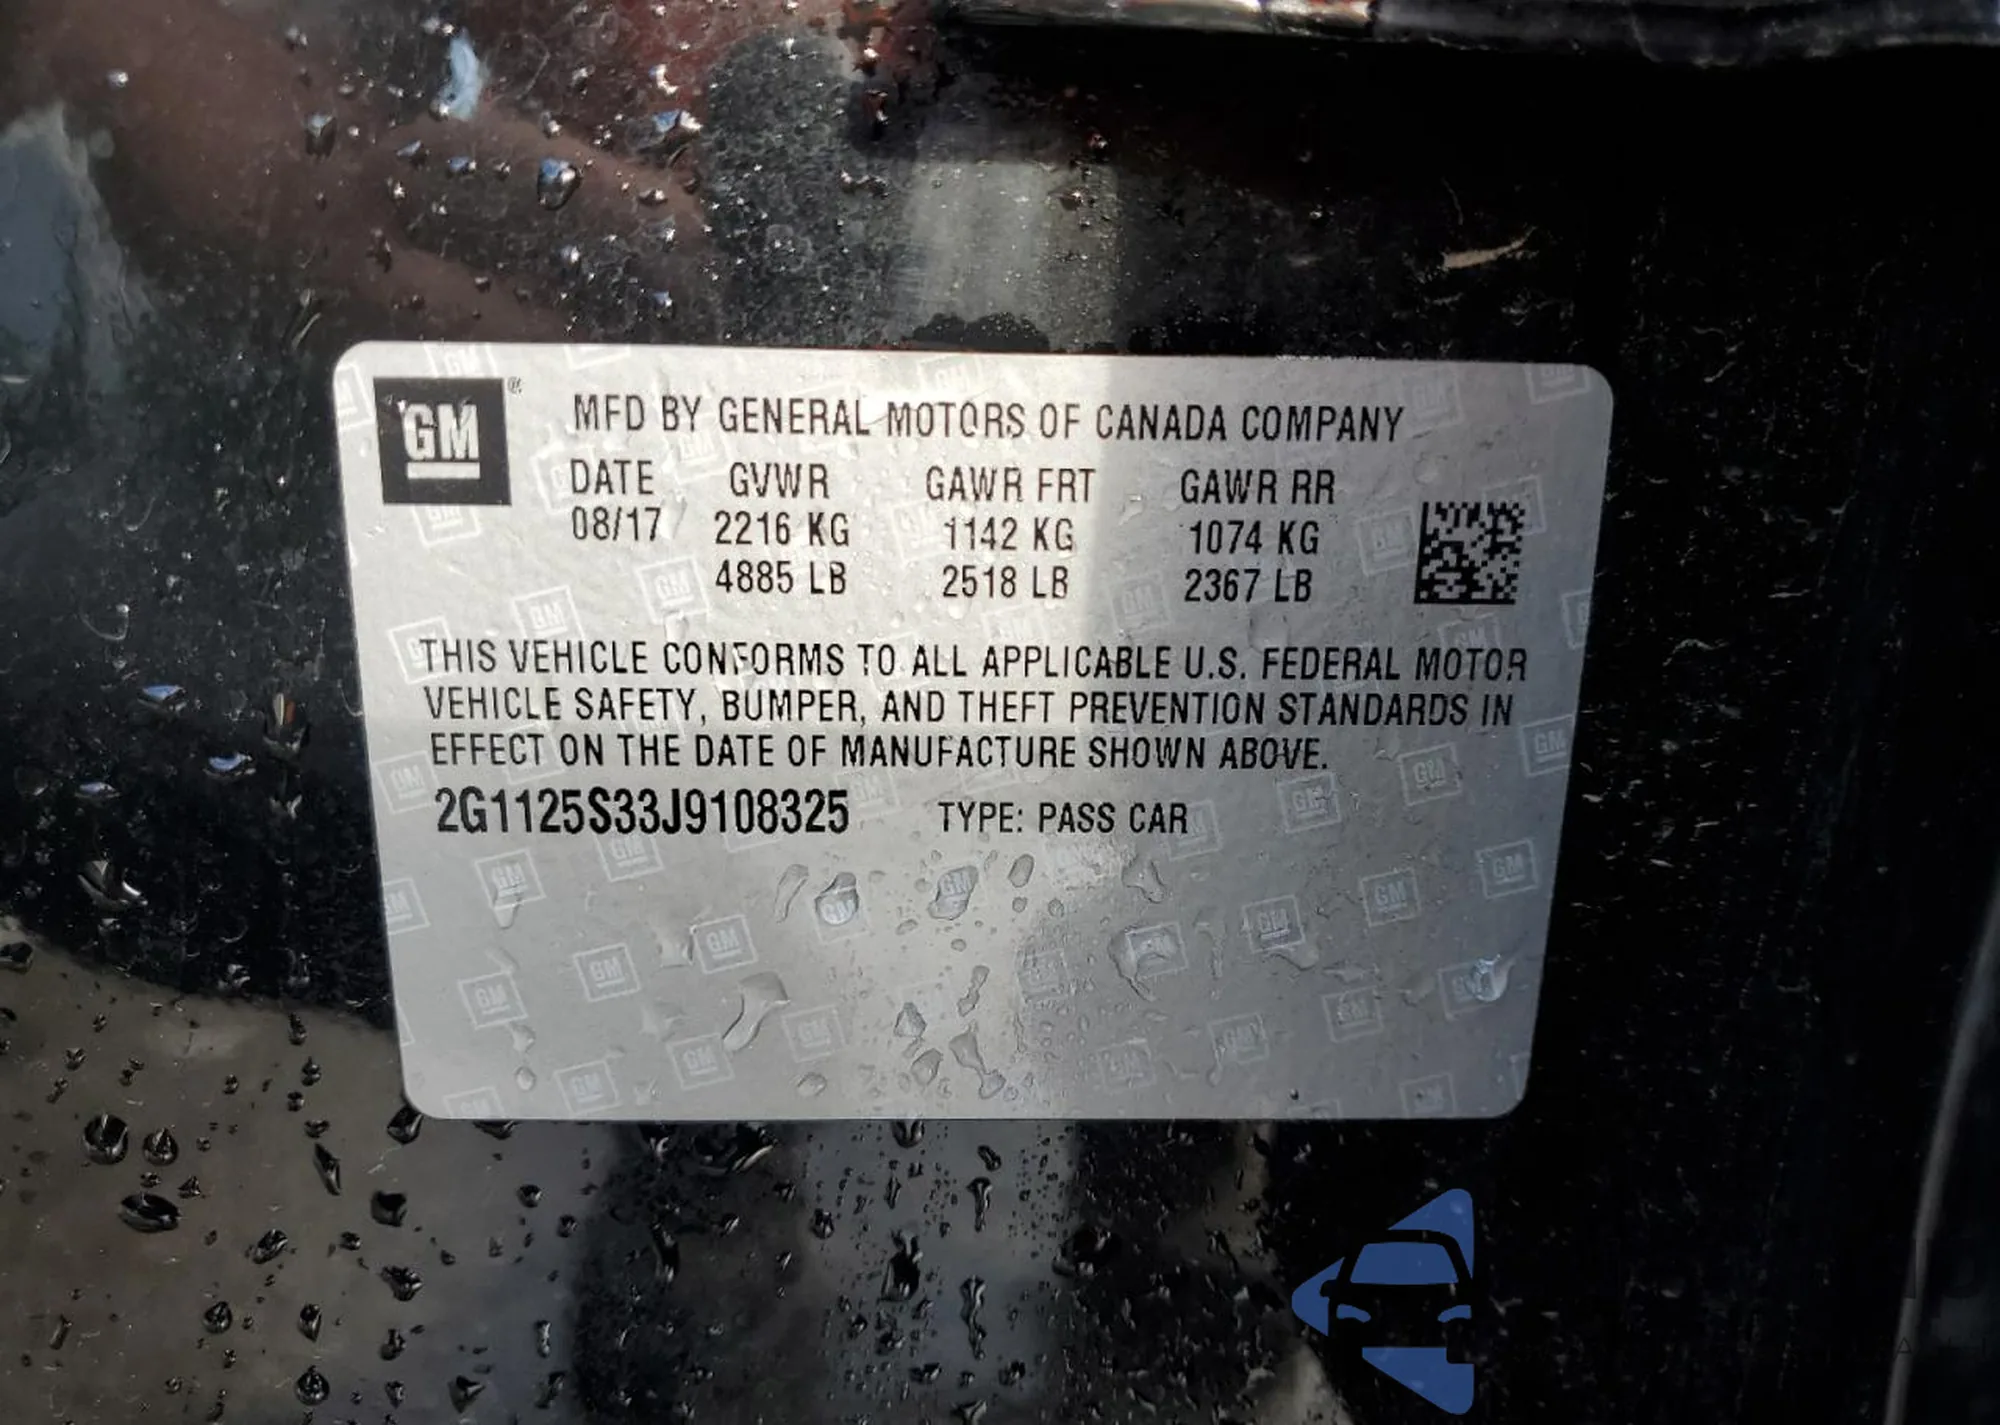 GM®
MFD BY GENERAL MOTORS OF CANADA COMPANY
DATE GVWR GAWR FRT GAWR RR
08/17 2216 KG 1142 KG 1074 KG
4885 LB 2518 LB 2367 LB
THIS VEHICLE CONFORMS TO ALL APPLICABLE U.S. FEDERAL MOTOR
VEHICLE SAFETY, BUMPER, AND THEFT PREVENTION STANDARDS IN
EFFECT ON THE DATE OF MANUFACTURE SHOWN ABOVE.
2G1125S33J9108325 TYPE: PASS CAR